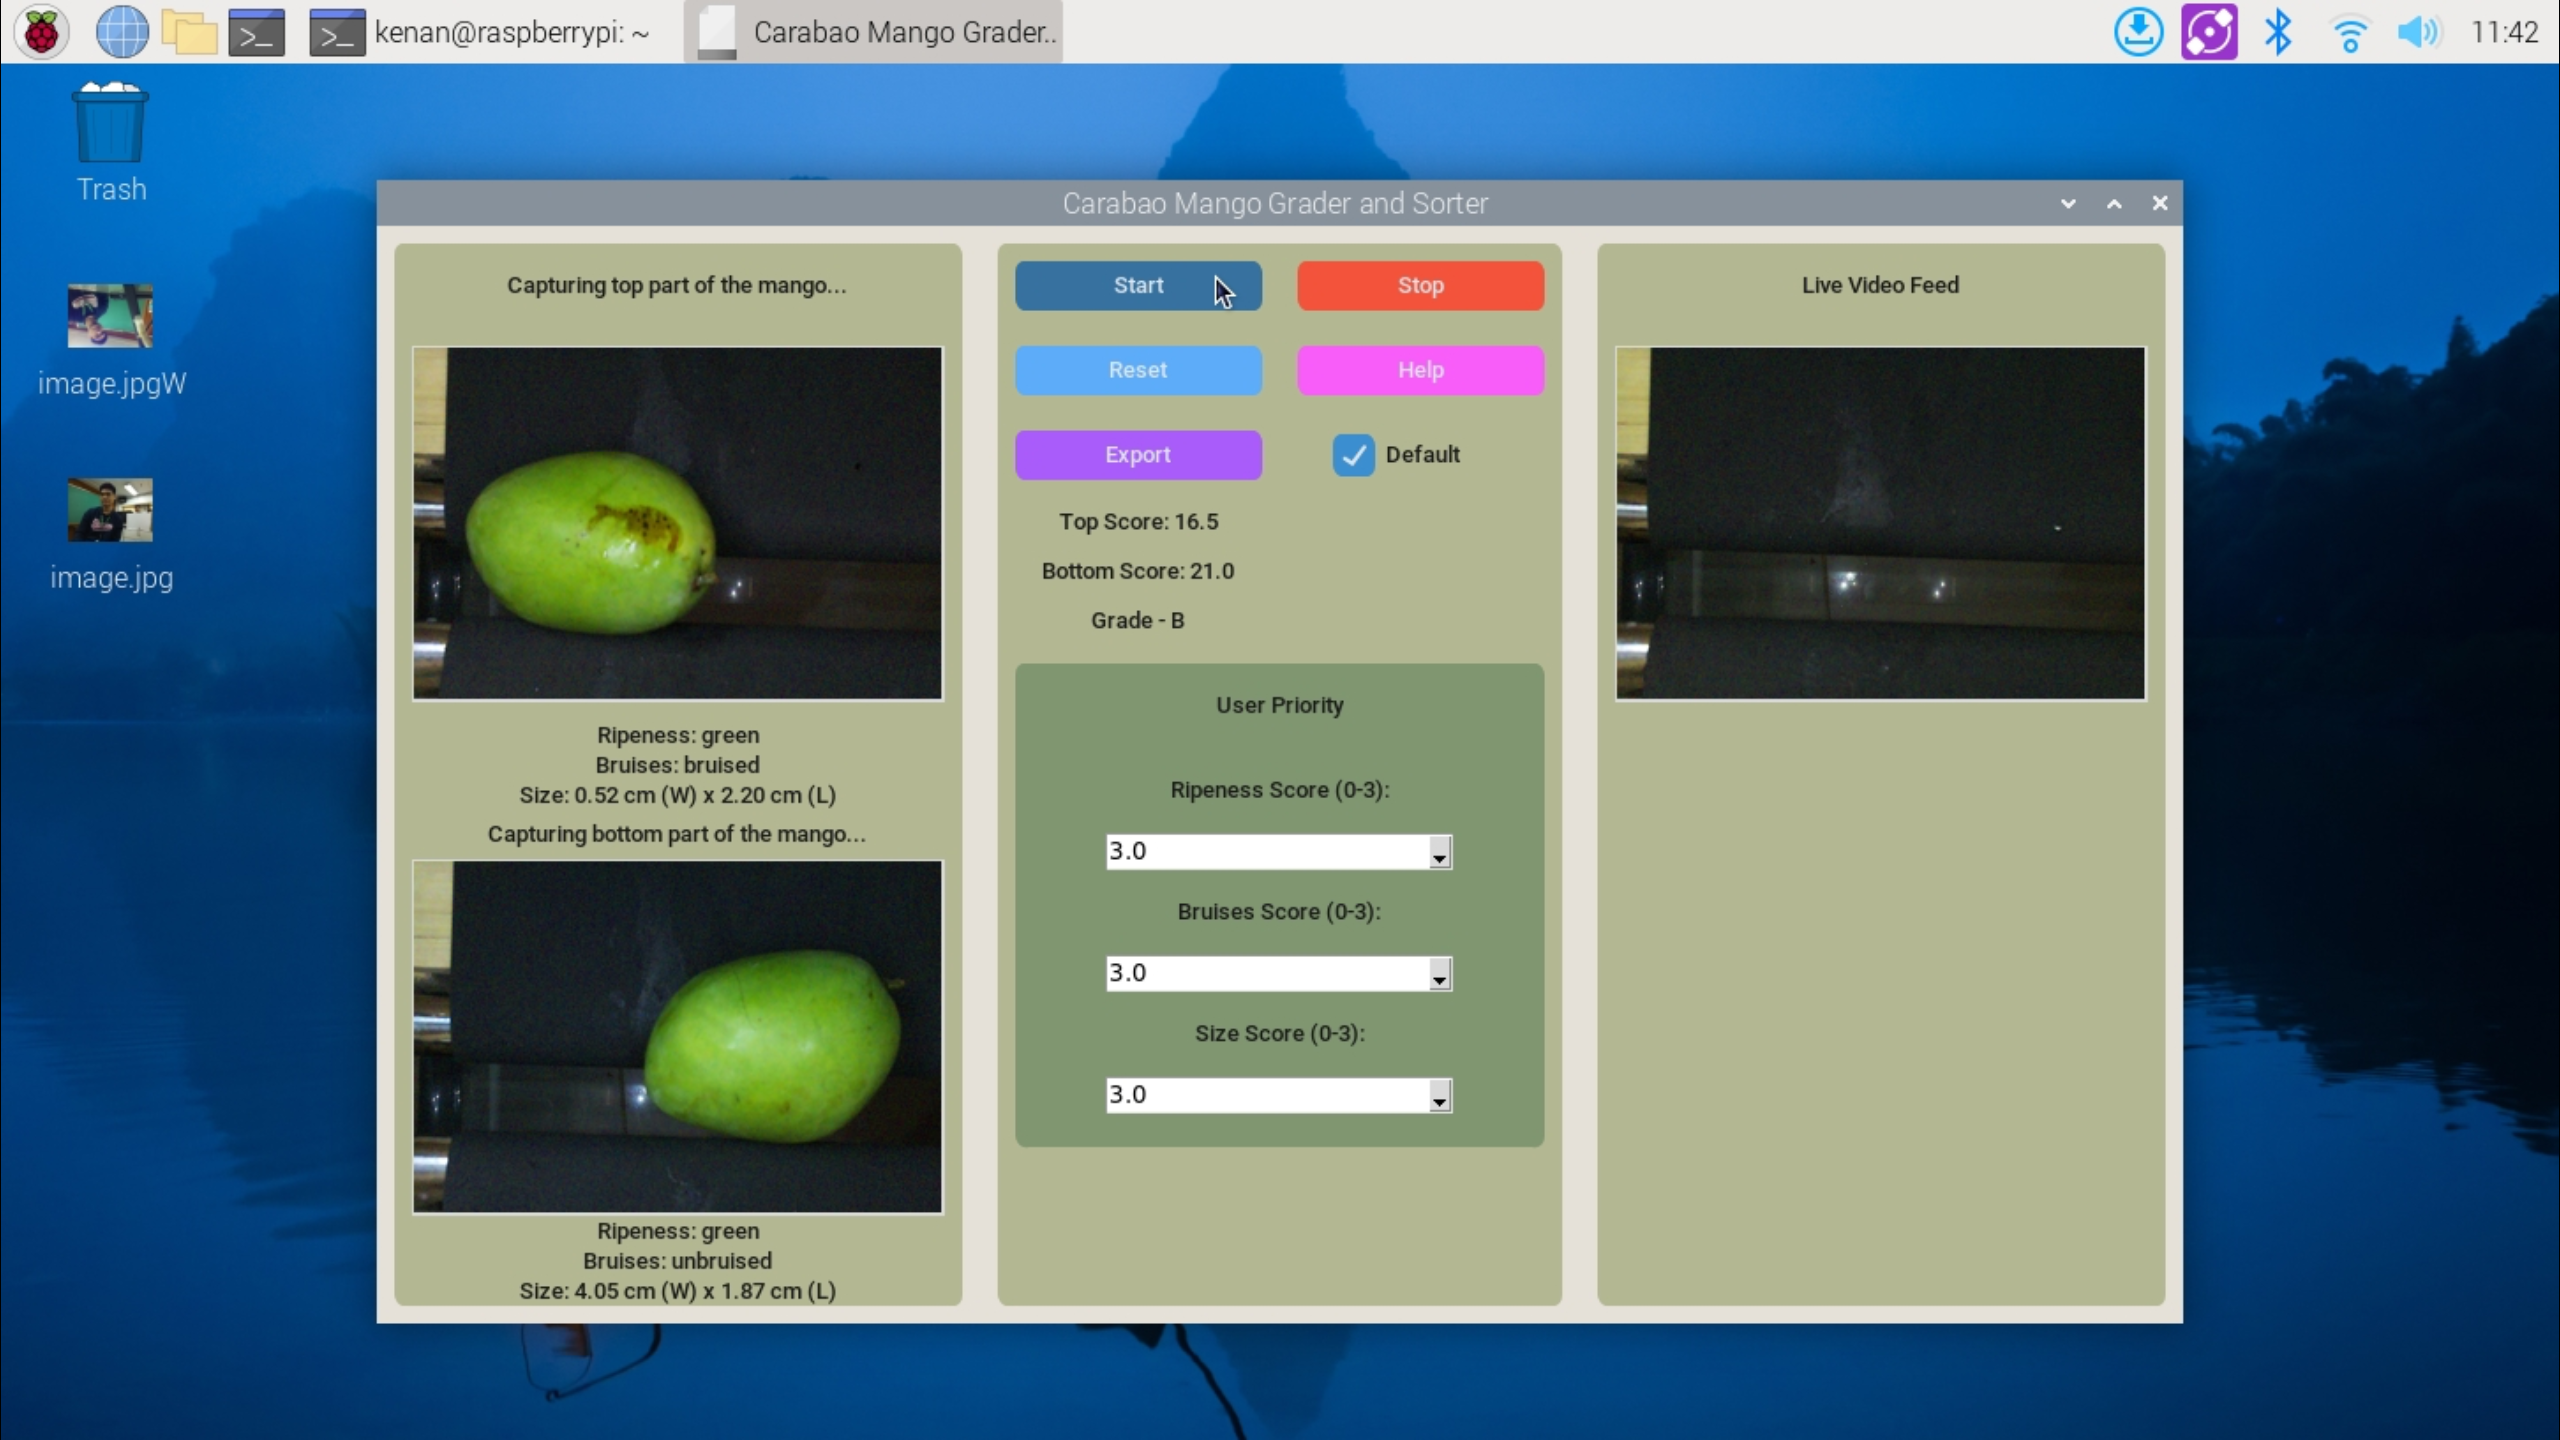 kenan@raspberrypi: ~
Carabao Mango Grader..
11:42
Trash
image.jpgW
image.jpg
Carabao Mango Grader and Sorter
Capturing top part of the mango...
Ripeness: green
Bruises: bruised
Size: 0.52 cm (W) x 2.20 cm (L)
Capturing bottom part of the mango...
Ripeness: green
Bruises: unbruised
Size: 4.05 cm (W) x 1.87 cm (L)
Start
Stop
Reset
Help
Export
Default
Top Score: 16.5
Bottom Score: 21.0
Grade - B
User Priority
Ripeness Score (0-3):
3.0
Bruises Score (0-3):
3.0
Size Score (0-3):
3.0
Live Video Feed